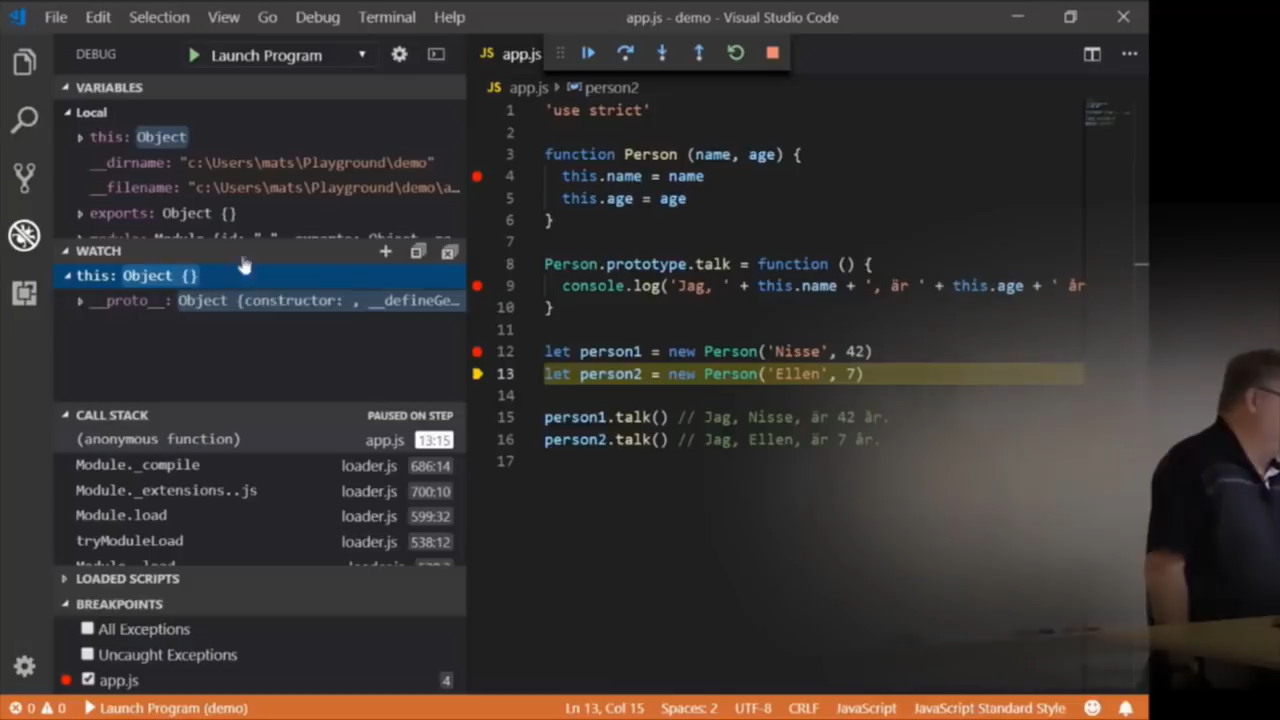 File Edit Selection View Go Debug Terminal Help
app.js - demo - Visual Studio Code
DEBUG
Launch Program
JS app.js
VARIABLES
Local
this: Object
__dirname: "c:\Users\mats\Playground\demo"
__filename: "c:\Users\mats\Playground\demo\a…
exports: Object {}
WATCH
this: Object {}
__proto__: Object {constructor: , __defineGe…
CALL STACK PAUSED ON STEP
(anonymous function) app.js 13:15
Module._compile loader.js 686:14
Module._extensions..js loader.js 700:10
Module.load loader.js 599:32
tryModuleLoad loader.js 538:12
LOADED SCRIPTS
BREAKPOINTS
All Exceptions
Uncaught Exceptions
app.js 4
JS app.js person2
1 'use strict'
2
3 function Person (name, age) {
4 this.name = name
5 this.age = age
6 }
7
8 Person.prototype.talk = function () {
9 console.log('Jag, ' + this.name + ', är ' + this.age + ' år
10 }
11
12 let person1 = new Person('Nisse', 42)
13 let person2 = new Person('Ellen', 7)
14
15 person1.talk() // Jag, Nisse, är 42 år.
16 person2.talk() // Jag, Ellen, är 7 år.
17
0 0 Launch Program (demo) Ln 13, Col 15 Spaces: 2 UTF-8 CRLF JavaScript JavaScript Standard Style